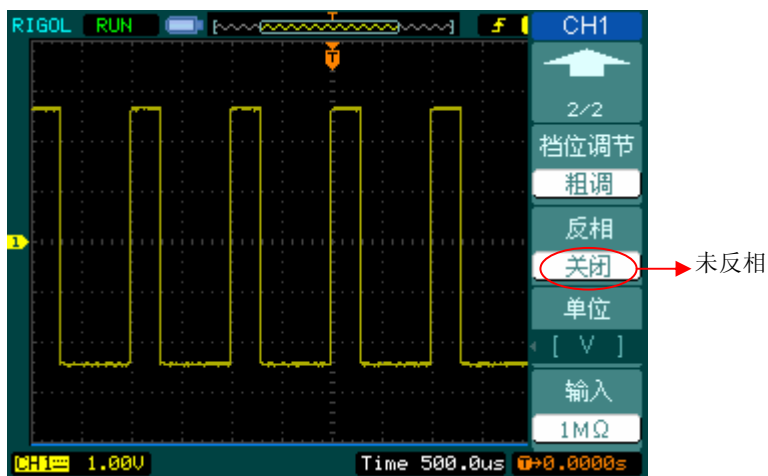 RIGOL RUN T CH1
T
2/2
档位调节
粗调
反相
关闭
未反相
单位
[ V ]
输入
1MΩ
1
CH1 1.00V Time 500.0us T→0.0000s